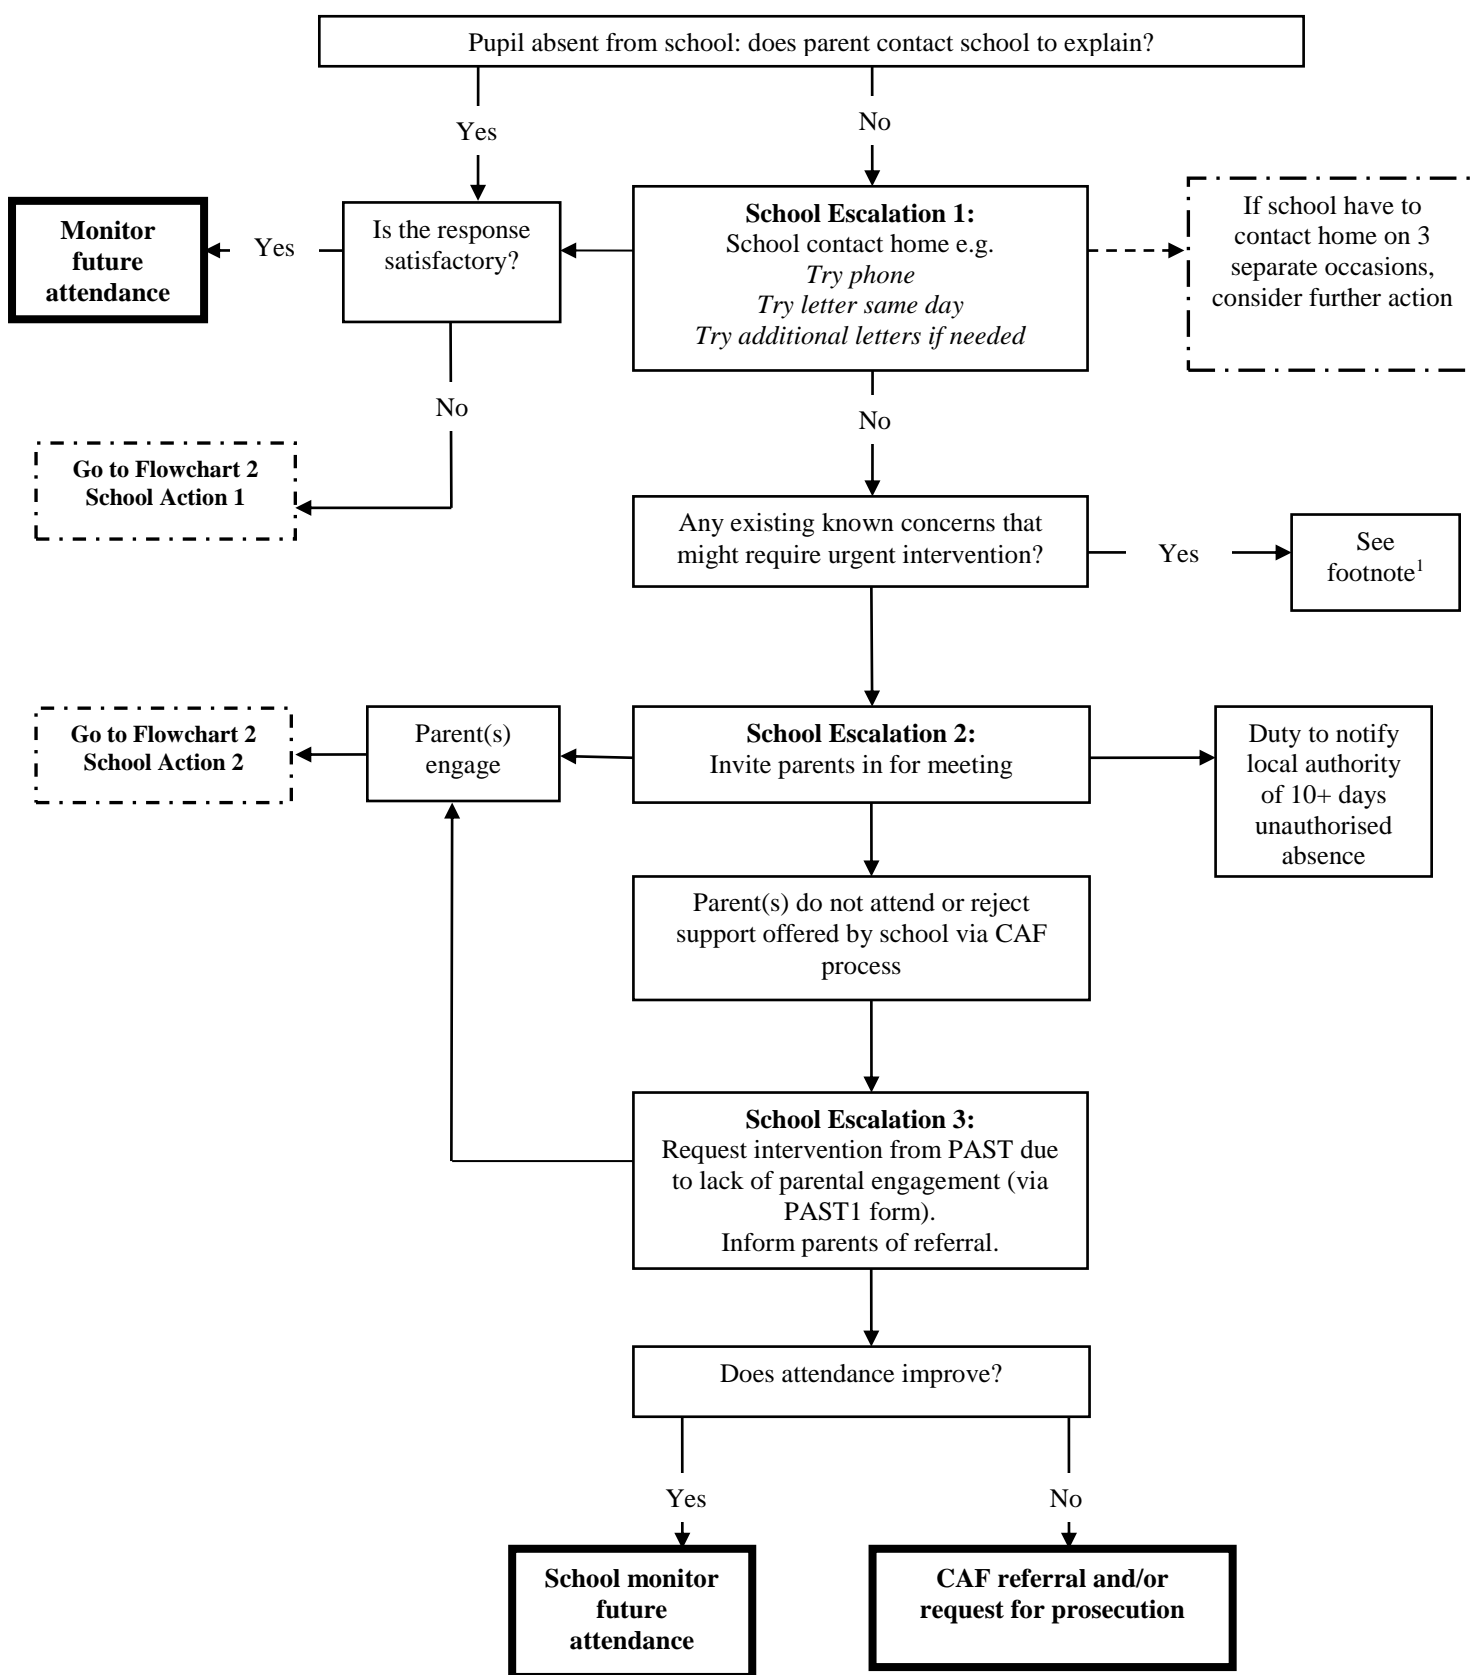 Pupil absent from school: does parent contact school to explain?
Yes
No
Monitor
future
attendance
Yes
Is the response
satisfactory?
School Escalation 1:
School contact home e.g.
Try phone
Try letter same day
Try additional letters if needed
If school have to
contact home on 3
separate occasions,
consider further action
No
No
Go to Flowchart 2
School Action 1
Any existing known concerns that
might require urgent intervention?
Yes
See
footnote1
Go to Flowchart 2
School Action 2
Parent(s)
engage
School Escalation 2:
Invite parents in for meeting
Duty to notify
local authority
of 10+ days
unauthorised
absence
Parent(s) do not attend or reject
support offered by school via CAF
process
School Escalation 3:
Request intervention from PAST due
to lack of parental engagement (via
PAST1 form).
Inform parents of referral.
Does attendance improve?
Yes
No
School monitor
future
attendance
CAF referral and/or
request for prosecution